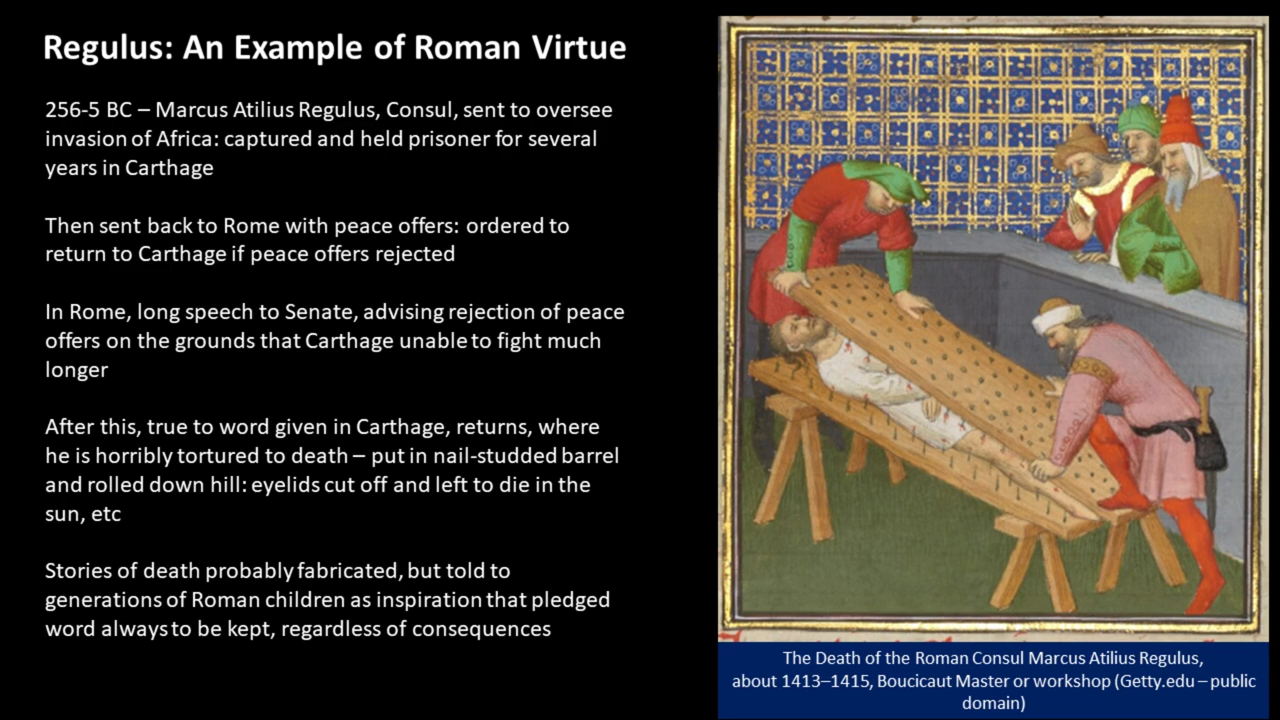 Regulus: An Example of Roman Virtue
256-5 BC – Marcus Atilius Regulus, Consul, sent to oversee
invasion of Africa: captured and held prisoner for several
years in Carthage
Then sent back to Rome with peace offers: ordered to
return to Carthage if peace offers rejected
In Rome, long speech to Senate, advising rejection of peace
offers on the grounds that Carthage unable to fight much
longer
After this, true to word given in Carthage, returns, where
he is horribly tortured to death – put in nail-studded barrel
and rolled down hill: eyelids cut off and left to die in the
sun, etc
Stories of death probably fabricated, but told to
generations of Roman children as inspiration that pledged
word always to be kept, regardless of consequences
The Death of the Roman Consul Marcus Atilius Regulus,
about 1413–1415, Boucicaut Master or workshop (Getty.edu – public
domain)